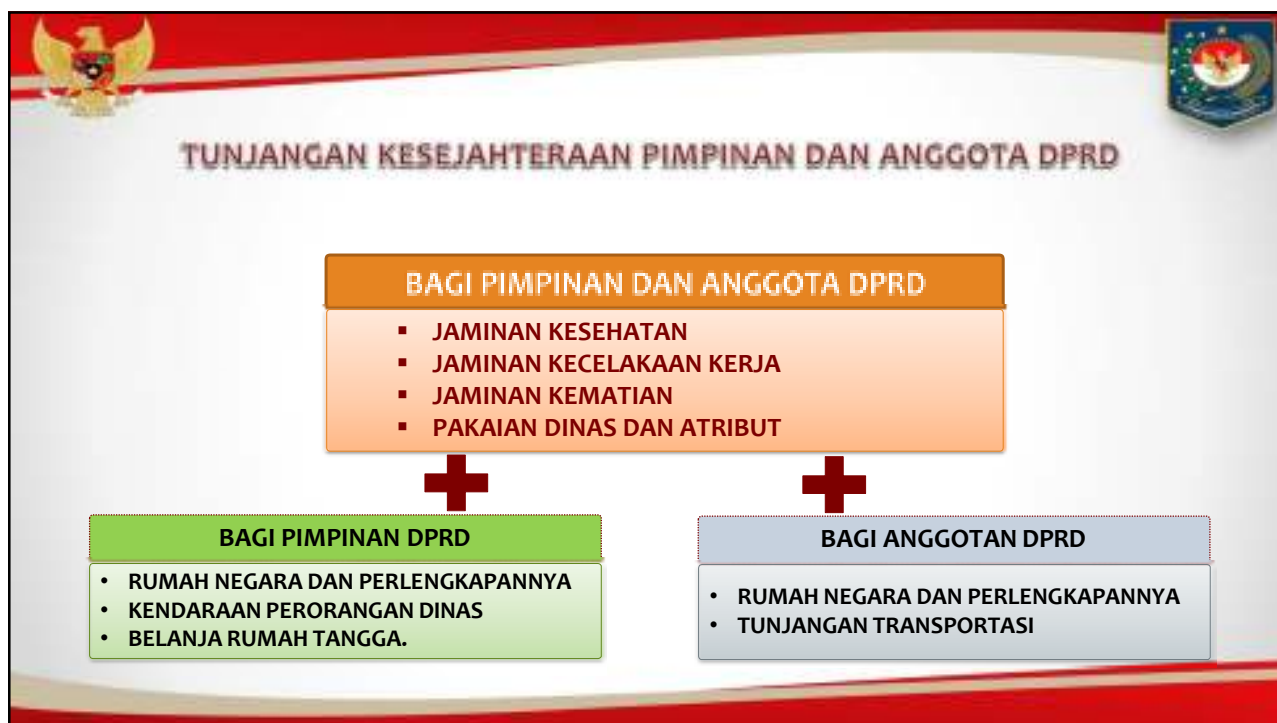 TUNJANGAN KESEJAHTERAAN PIMPINAN DAN ANGGOTA DPRD
BAGI PIMPINAN DAN ANGGOTA DPRD
▪ JAMINAN KESEHATAN
▪ JAMINAN KECELAKAAN KERJA
▪ JAMINAN KEMATIAN
▪ PAKAIAN DINAS DAN ATRIBUT
BAGI PIMPINAN DPRD
• RUMAH NEGARA DAN PERLENGKAPANNYA
• KENDARAAN PERORANGAN DINAS
• BELANJA RUMAH TANGGA.
BAGI ANGGOTAN DPRD
• RUMAH NEGARA DAN PERLENGKAPANNYA
• TUNJANGAN TRANSPORTASI